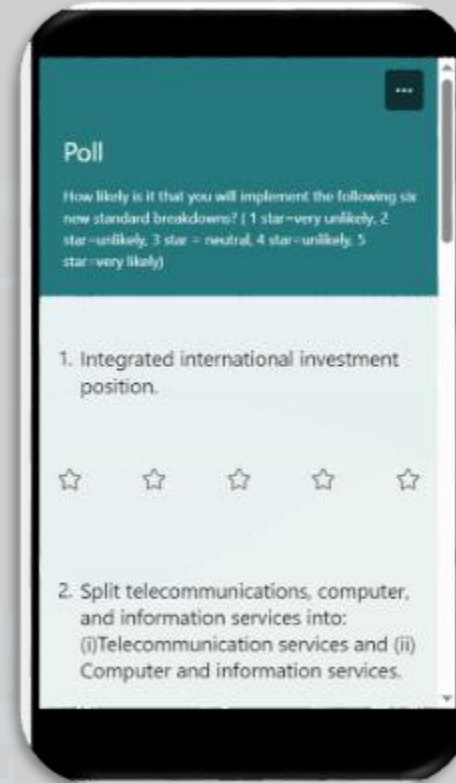 ...
Poll
How likely is it that you will implement the following six
new standard breakdowns? ( 1 star=very unlikely, 2
star=unlikely, 3 star = neutral, 4 star=unlikely, 5
star=very likely)
1. Integrated international investment
position.
2. Split telecommunications, computer,
and information services into:
(i)Telecommunication services and (ii)
Computer and information services.